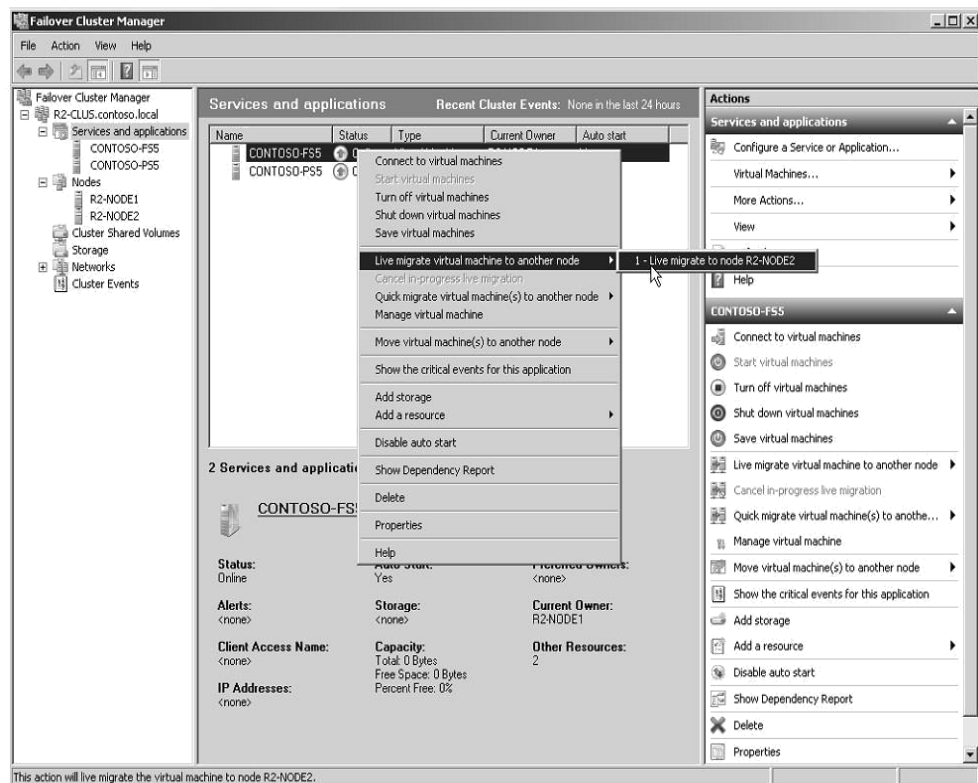 Failover Cluster Manager
File Action View Help
Failover Cluster Manager
R2-CLUS.contoso.local
Services and applications
CONTOSO-FS5
CONTOSO-PS5
Nodes
R2-NODE1
R2-NODE2
Cluster Shared Volumes
Storage
Networks
Cluster Events
Services and applications Recent Cluster Events: None in the last 24 hours
Name Status Type Current Owner Auto start
CONTOSO-FS5
CONTOSO-PS5
Connect to virtual machines
Start virtual machines
Turn off virtual machines
Shut down virtual machines
Save virtual machines
Live migrate virtual machine to another node
1 - Live migrate to node R2-NODE2
Cancel in-progress live migration
Quick migrate virtual machine(s) to another node
Manage virtual machine
Move virtual machine(s) to another node
Show the critical events for this application
Add storage
Add a resource
Disable auto start
Show Dependency Report
Delete
Properties
Help
2 Services and applicati
CONTOSO-FS
Status:
Online
Auto Start:
Yes
Preferred Owners:
<none>
Alerts:
<none>
Storage:
<none>
Current Owner:
R2-NODE1
Client Access Name:
<none>
Capacity:
Total: 0 Bytes
Free Space: 0 Bytes
Percent Free: 0%
Other Resources:
2
IP Addresses:
<none>
Actions
Services and applications
Configure a Service or Application...
Virtual Machines...
More Actions...
View
Help
CONTOSO-FS5
Connect to virtual machines
Start virtual machines
Turn off virtual machines
Shut down virtual machines
Save virtual machines
Live migrate virtual machine to another node
Cancel in-progress live migration
Quick migrate virtual machine(s) to anothe...
Manage virtual machine
Move virtual machine(s) to another node
Show the critical events for this application
Add storage
Add a resource
Disable auto start
Show Dependency Report
Delete
Properties
This action will live migrate the virtual machine to node R2-NODE2.